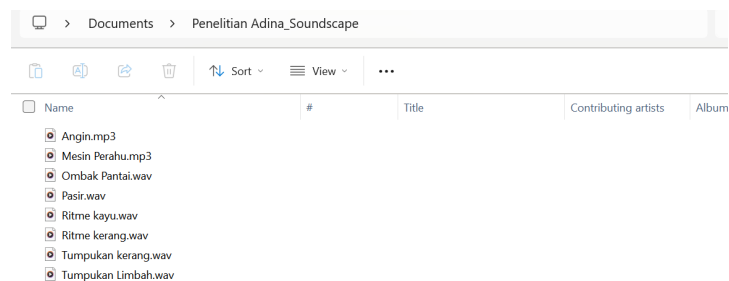 Documents > Penelitian Adina_Soundscape
Sort View
Name # Title Contributing artists Album
Angin.mp3
Mesin Perahu.mp3
Ombak Pantai.wav
Pasir.wav
Ritme kayu.wav
Ritme kerang.wav
Tumpukan kerang.wav
Tumpukan Limbah.wav